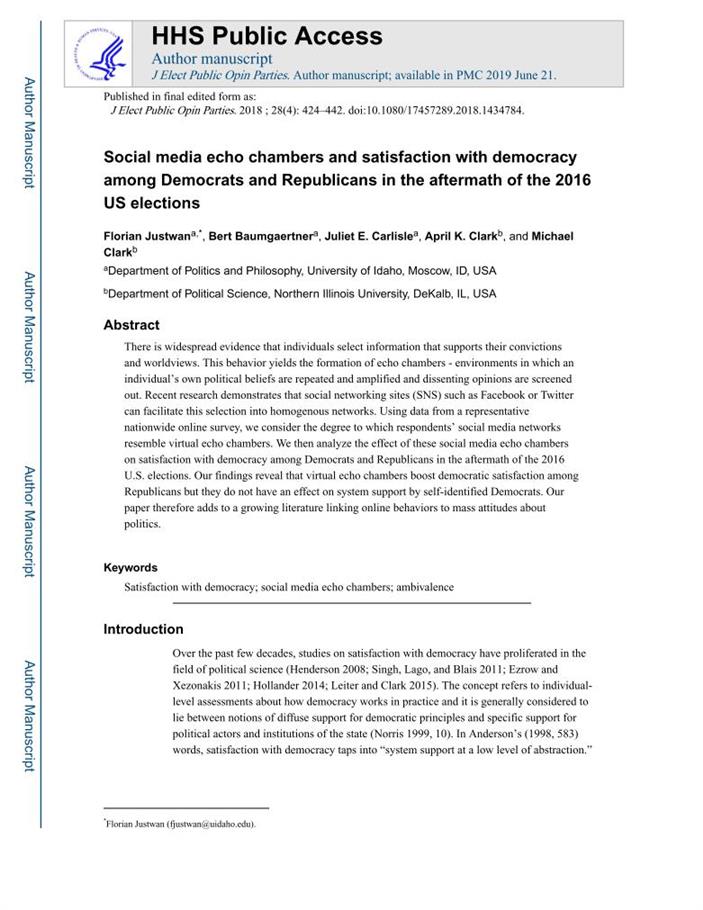 HHS Public Access
Author manuscript
J Elect Public Opin Parties. Author manuscript; available in PMC 2019 June 21.
Published in final edited form as:
J Elect Public Opin Parties. 2018 ; 28(4): 424–442. doi:10.1080/17457289.2018.1434784.
Social media echo chambers and satisfaction with democracy
among Democrats and Republicans in the aftermath of the 2016
US elections
Florian Justwana,*, Bert Baumgaertnera, Juliet E. Carlislea, April K. Clarkb, and Michael
Clarkb
aDepartment of Politics and Philosophy, University of Idaho, Moscow, ID, USA
bDepartment of Political Science, Northern Illinois University, DeKalb, IL, USA
Abstract
There is widespread evidence that individuals select information that supports their convictions
and worldviews. This behavior yields the formation of echo chambers - environments in which an
individual’s own political beliefs are repeated and amplified and dissenting opinions are screened
out. Recent research demonstrates that social networking sites (SNS) such as Facebook or Twitter
can facilitate this selection into homogenous networks. Using data from a representative
nationwide online survey, we consider the degree to which respondents’ social media networks
resemble virtual echo chambers. We then analyze the effect of these social media echo chambers
on satisfaction with democracy among Democrats and Republicans in the aftermath of the 2016
U.S. elections. Our findings reveal that virtual echo chambers boost democratic satisfaction among
Republicans but they do not have an effect on system support by self-identified Democrats. Our
paper therefore adds to a growing literature linking online behaviors to mass attitudes about
politics.
Keywords
Satisfaction with democracy; social media echo chambers; ambivalence
Introduction
Over the past few decades, studies on satisfaction with democracy have proliferated in the
field of political science (Henderson 2008; Singh, Lago, and Blais 2011; Ezrow and
Xezonakis 2011; Hollander 2014; Leiter and Clark 2015). The concept refers to individual-
level assessments about how democracy works in practice and it is generally considered to
lie between notions of diffuse support for democratic principles and specific support for
political actors and institutions of the state (Norris 1999, 10). In Anderson’s (1998, 583)
words, satisfaction with democracy taps into “system support at a low level of abstraction.”
*Florian Justwan (fjustwan@uidaho.edu).
Author Manuscript
Author Manuscript
Author Manuscript
Author Manuscript